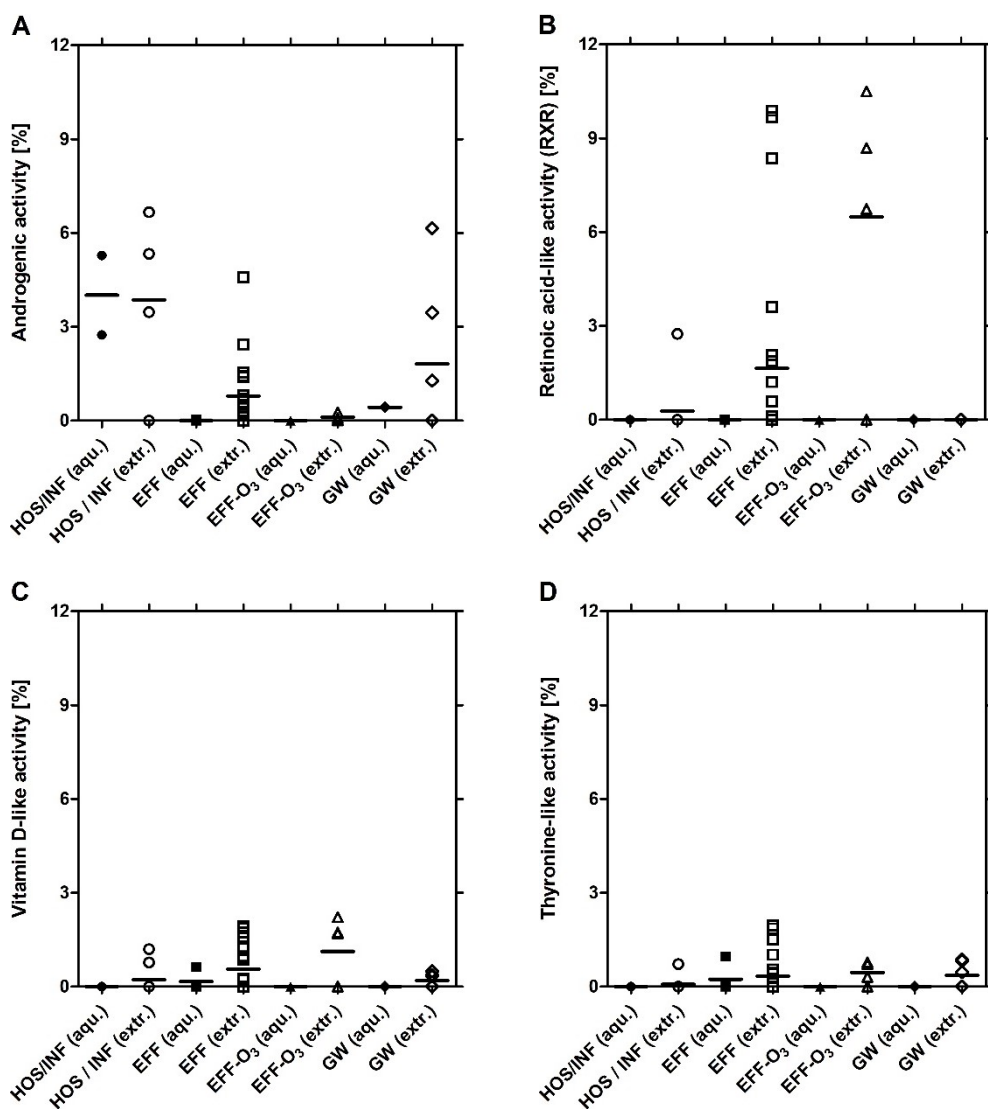 A
Androgenic activity [%]
12
9
6
3
0
HOS/INF (aqu.)
HOS / INF (extr.)
EFF (aqu.)
EFF (extr.)
EFF-O₃ (aqu.)
EFF-O₃ (extr.)
GW (aqu.)
GW (extr.)
B
Retinoic acid-like activity (RXR) [%]
12
9
6
3
0
HOS/INF (aqu.)
HOS / INF (extr.)
EFF (aqu.)
EFF (extr.)
EFF-O₃ (aqu.)
EFF-O₃ (extr.)
GW (aqu.)
GW (extr.)
C
Vitamin D-like activity [%]
12
9
6
3
0
HOS/INF (aqu.)
HOS / INF (extr.)
EFF (aqu.)
EFF (extr.)
EFF-O₃ (aqu.)
EFF-O₃ (extr.)
GW (aqu.)
GW (extr.)
D
Thyronine-like activity [%]
12
9
6
3
0
HOS/INF (aqu.)
HOS / INF (extr.)
EFF (aqu.)
EFF (extr.)
EFF-O₃ (aqu.)
EFF-O₃ (extr.)
GW (aqu.)
GW (extr.)